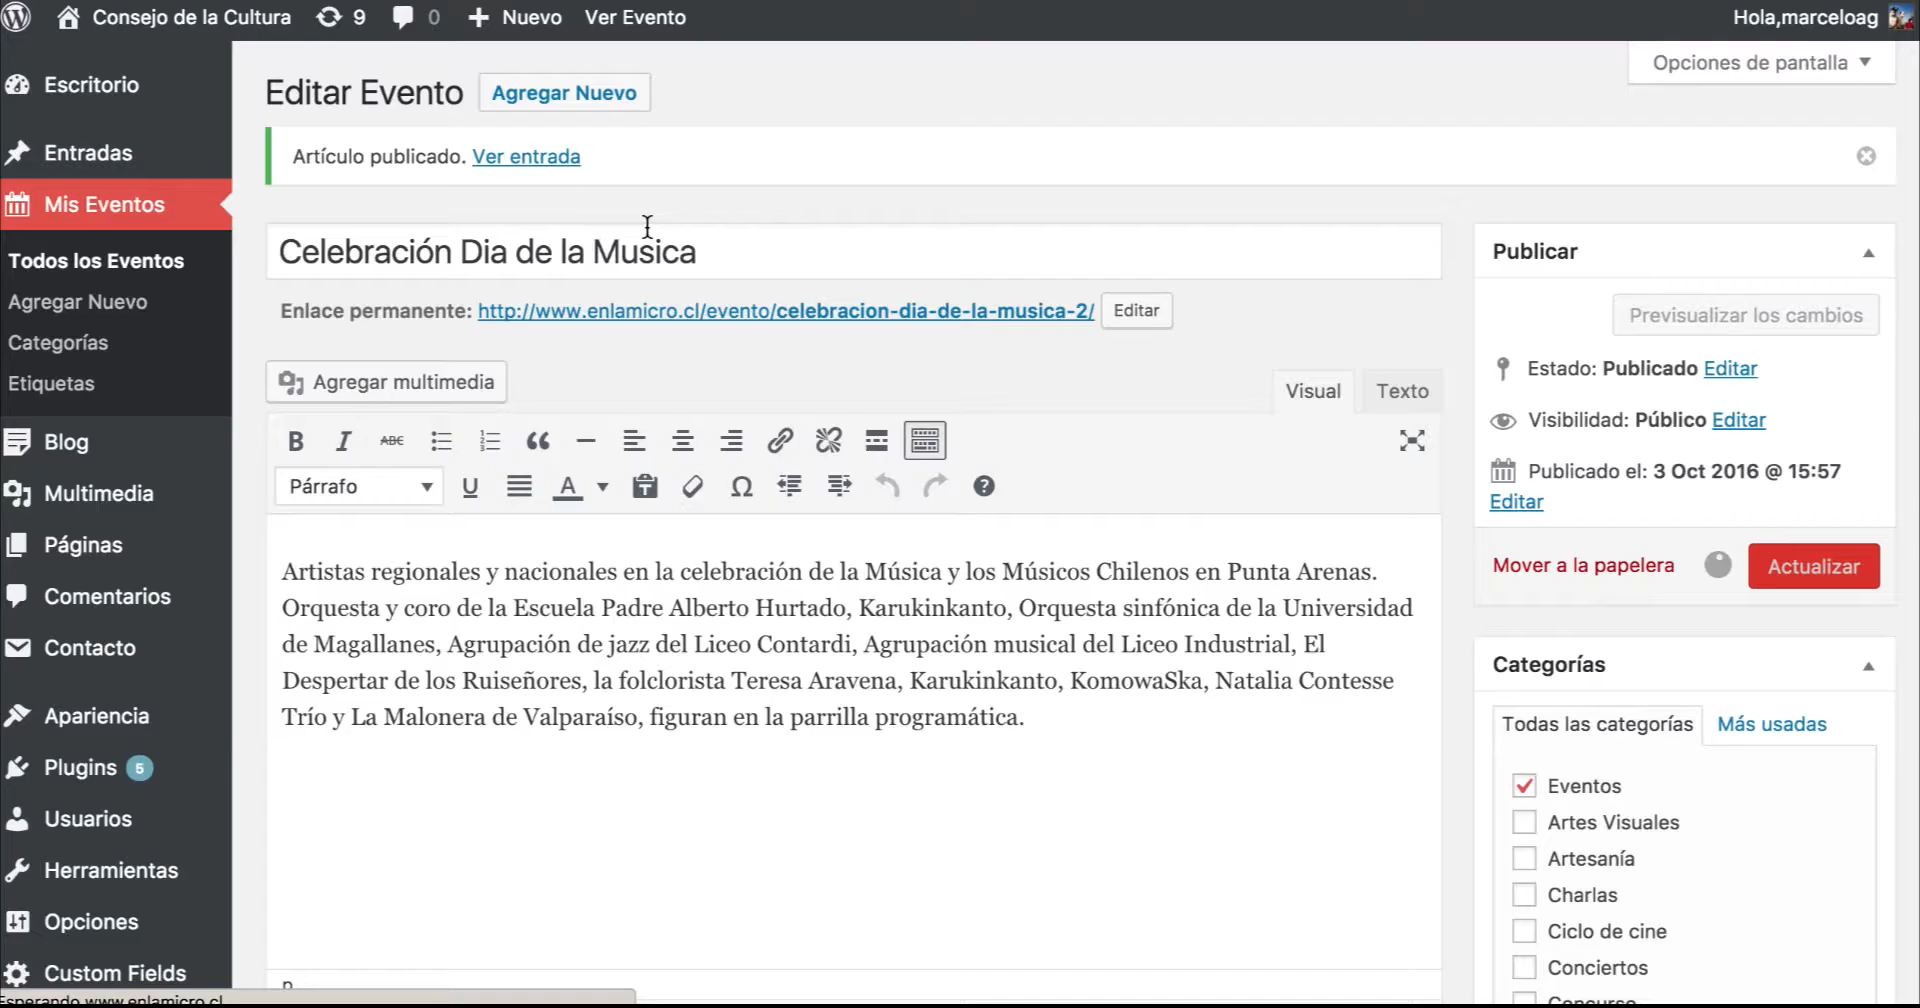 Consejo de la Cultura 9 0 Nuevo Ver Evento Hola,marceloag
Opciones de pantalla
Escritorio
Entradas
Mis Eventos
Todos los Eventos
Agregar Nuevo
Categorías
Etiquetas
Blog
Multimedia
Páginas
Comentarios
Contacto
Apariencia
Plugins 5
Usuarios
Herramientas
Opciones
Custom Fields
Esperando www.enlamicro.cl
Editar Evento Agregar Nuevo
Artículo publicado. Ver entrada
Celebración Dia de la Musica
Enlace permanente: http://www.enlamicro.cl/evento/celebracion-dia-de-la-musica-2/ Editar
Agregar multimedia
Visual Texto
B I ABC
Párrafo U A T Ω
Artistas regionales y nacionales en la celebración de la Música y los Músicos Chilenos en Punta Arenas.
Orquesta y coro de la Escuela Padre Alberto Hurtado, Karukinkanto, Orquesta sinfónica de la Universidad
de Magallanes, Agrupación de jazz del Liceo Contardi, Agrupación musical del Liceo Industrial, El
Despertar de los Ruiseñores, la folclorista Teresa Aravena, Karukinkanto, KomowaSka, Natalia Contesse
Trío y La Malonera de Valparaíso, figuran en la parrilla programática.
p
Publicar
Previsualizar los cambios
Estado: Publicado Editar
Visibilidad: Público Editar
Publicado el: 3 Oct 2016 @ 15:57
Editar
Mover a la papelera Actualizar
Categorías
Todas las categorías Más usadas
Eventos
Artes Visuales
Artesanía
Charlas
Ciclo de cine
Conciertos
Concurso